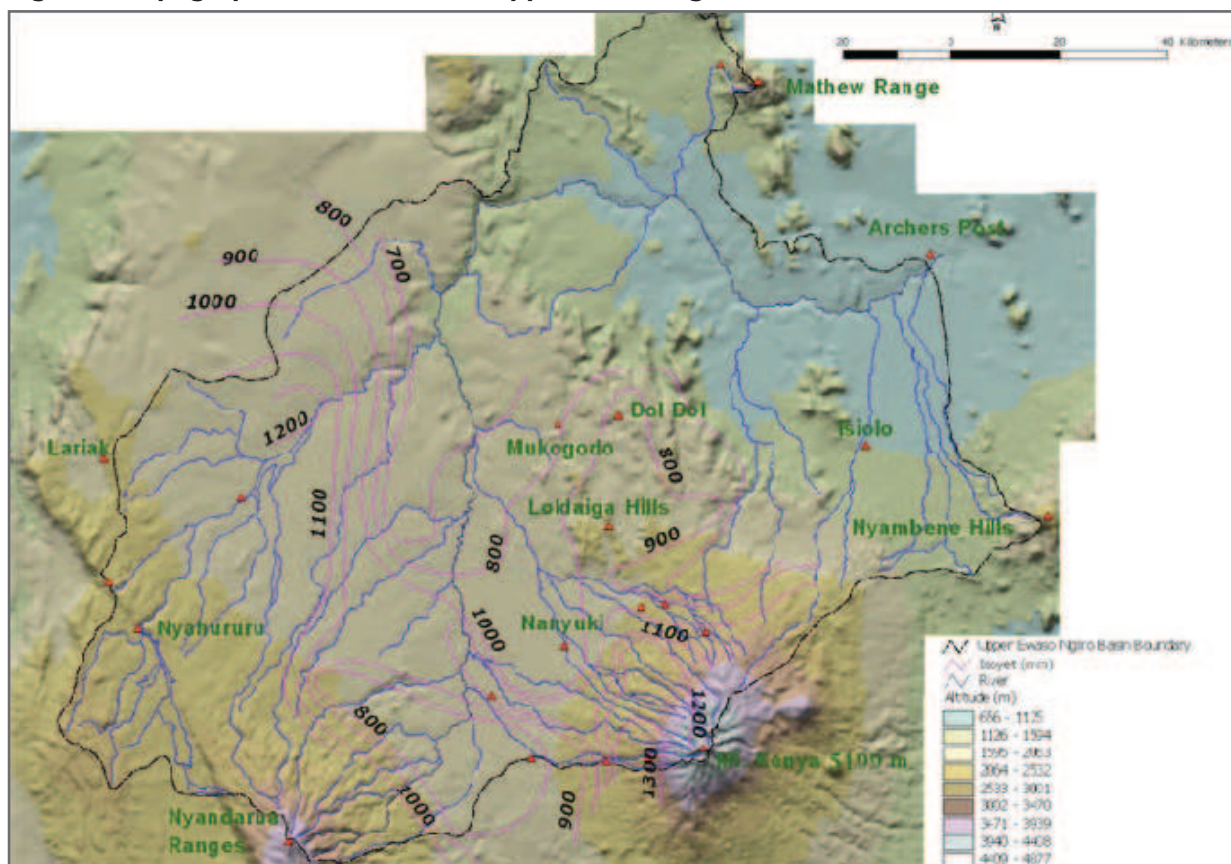 20 0 20 40 Kilometers
N
Mathew Range
Archers Post
800
900
1000
700
1200
Lariak
Dol Dol
Mukogodo
Isiolo
800
1100
Loldaiga Hills
Nyambene Hills
900
800
Nyahururu
1000
Nanyuki
1100
1200
800
Kenya 5100 m
1300
Nyandarua
Ranges
1000
900
Upper Ewaso Ngiro Basin Boundary
Isoyet (mm)
River
Altitude (m)
656 - 1125
1126 - 1594
1595 - 2063
2064 - 2532
2533 - 3001
3002 - 3470
3471 - 3939
3940 - 4408
4409 - 4877